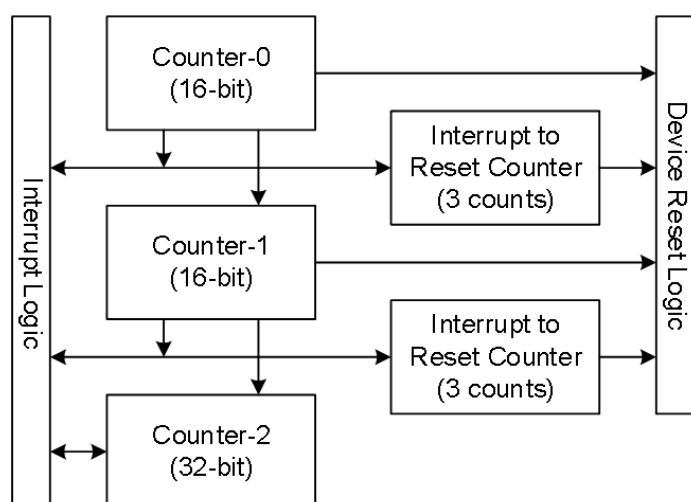 Counter-0
(16-bit)
Interrupt to
Reset Counter
(3 counts)
Counter-1
(16-bit)
Interrupt to
Reset Counter
(3 counts)
Counter-2
(32-bit)
Interrupt Logic
Device Reset Logic